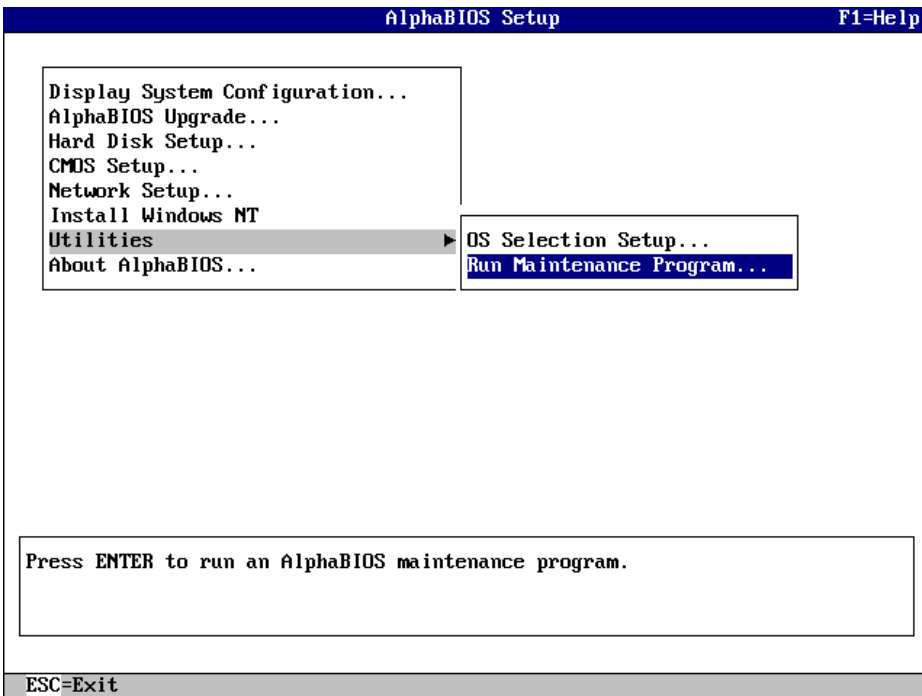 AlphaBIOS Setup F1=Help
Display System Configuration...
AlphaBIOS Upgrade...
Hard Disk Setup...
CMOS Setup...
Network Setup...
Install Windows NT
Utilities ▶
About AlphaBIOS...
OS Selection Setup...
Run Maintenance Program...
Press ENTER to run an AlphaBIOS maintenance program.
ESC=Exit